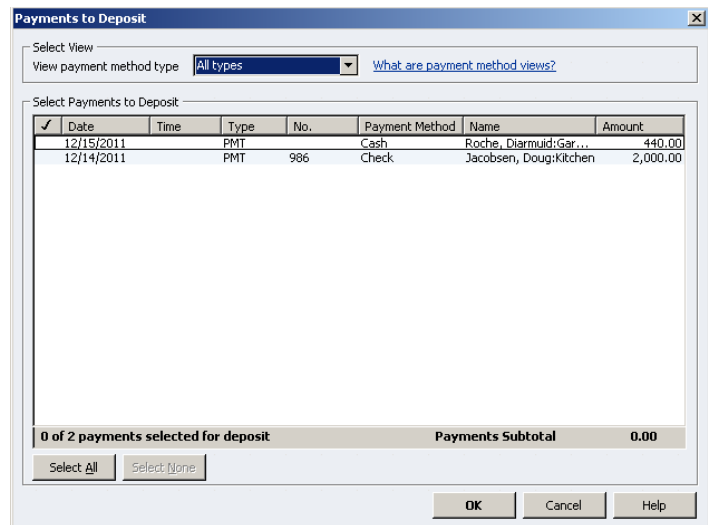 Payments to Deposit
Select View
View payment method type All types What are payment method views?
Select Payments to Deposit
✓ Date Time Type No. Payment Method Name Amount
12/15/2011 PMT Cash Roche, Diarmuid:Gar... 440.00
12/14/2011 PMT 986 Check Jacobsen, Doug:Kitchen 2,000.00
0 of 2 payments selected for deposit Payments Subtotal 0.00
Select All Select None
OK Cancel Help